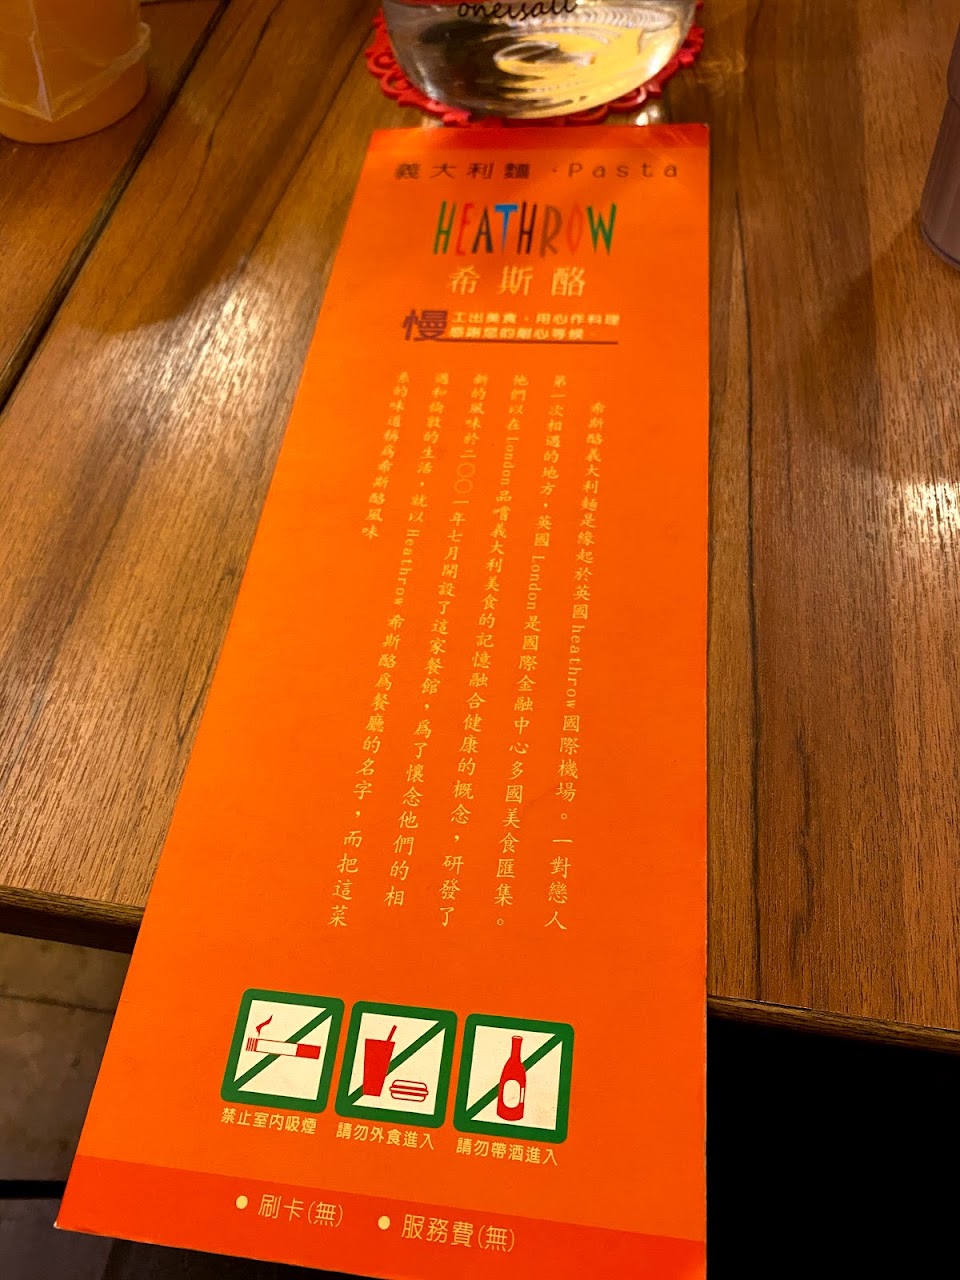 oneisall
義大利麵·Pasta
HEATHROW
希斯酪
慢工出美食,用心作料理
感謝您的耐心等候。
希斯酪義大利麵是緣起於英國heathrow國際機場。一對戀人
第一次相遇的地方,英國London是國際金融中心多國美食匯集。
他們以在London品嚐義大利美食的記憶融合健康的概念,研發了
新的風味於二〇〇一年七月開設了這家餐館,為了懷念他們的相
遇和倫敦的生活,就以Heathrow希斯酪為餐廳的名字,而把這菜
系的味道稱為希斯酪風味
禁止室內吸煙
請勿外食進入
請勿帶酒進入
•刷卡(無) •服務費(無)